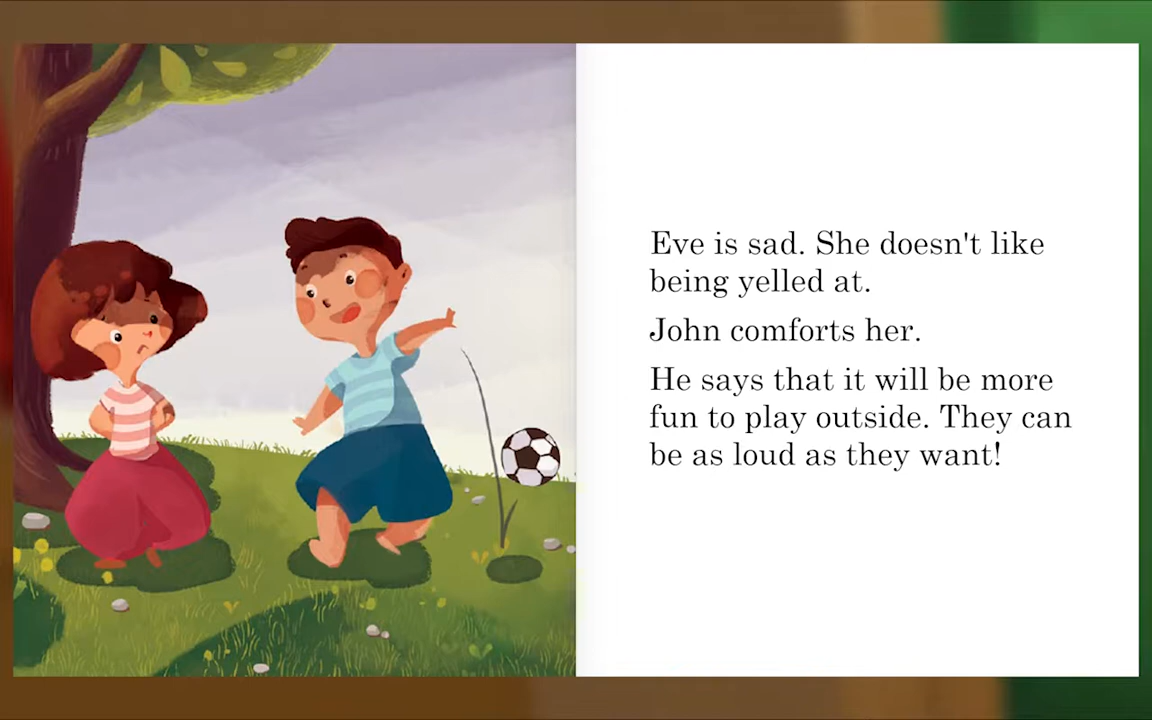 Eve is sad. She doesn't like
being yelled at.
John comforts her.
He says that it will be more
fun to play outside. They can
be as loud as they want!